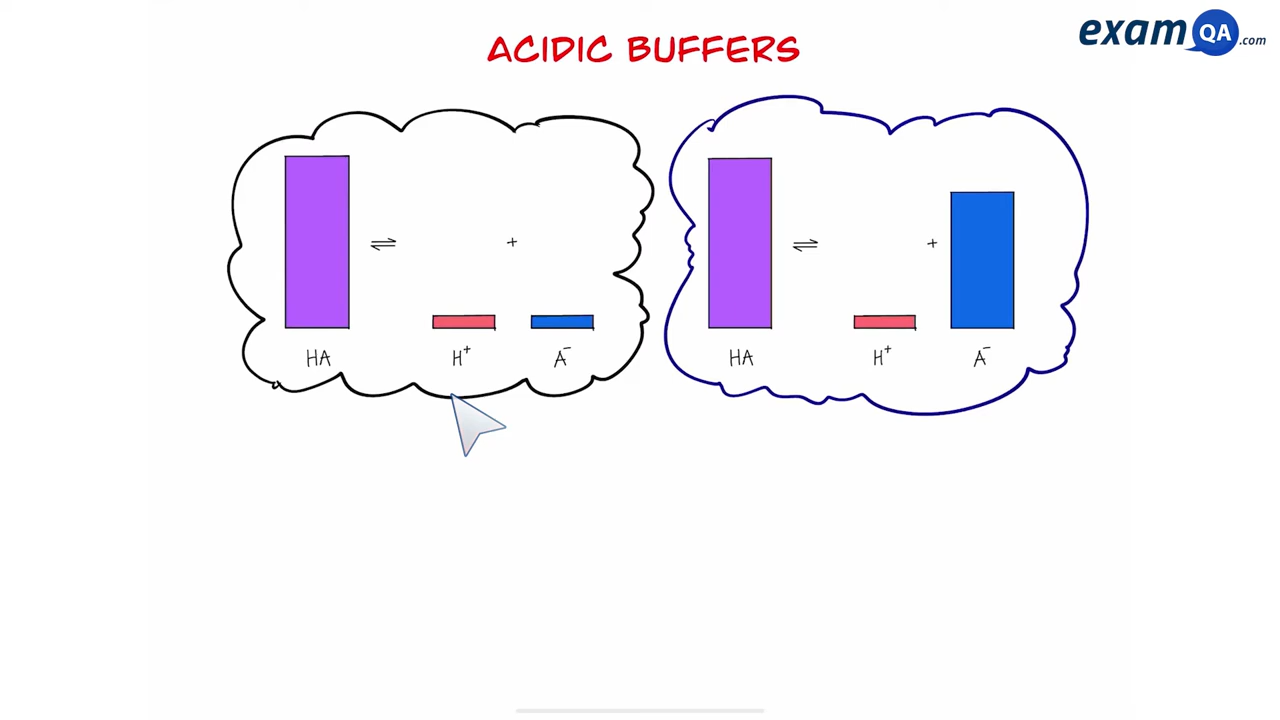 examQA.com
ACIDIC BUFFERS
HA ⇌ H⁺ + A⁻
HA ⇌ H⁺ + A⁻